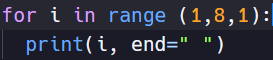 for i in range (1,8,1):
  print(i, end=" ")